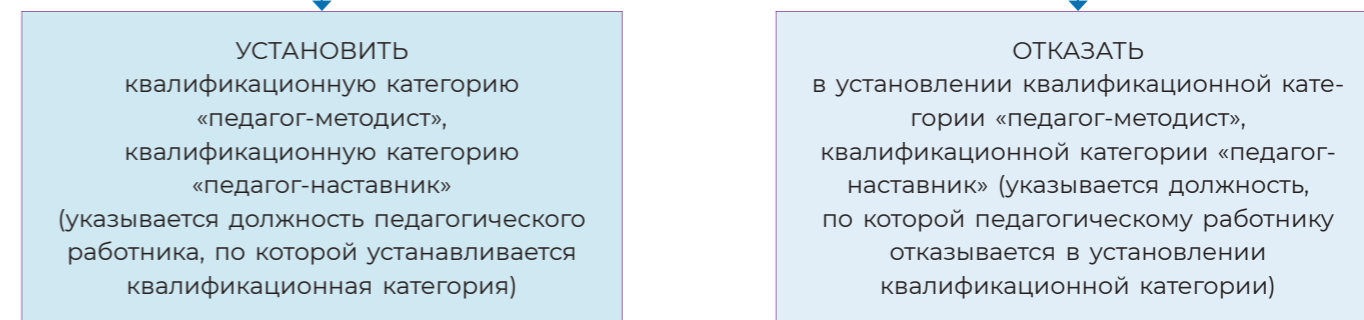 УСТАНОВИТЬ
квалификационную категорию
«педагог-методист»,
квалификационную категорию
«педагог-наставник»
(указывается должность педагогического
работника, по которой устанавливается
квалификационная категория)
ОТКАЗАТЬ
в установлении квалификационной кате-
гории «педагог-методист»,
квалификационной категории «педагог-
наставник» (указывается должность,
по которой педагогическому работнику
отказывается в установлении
квалификационной категории)